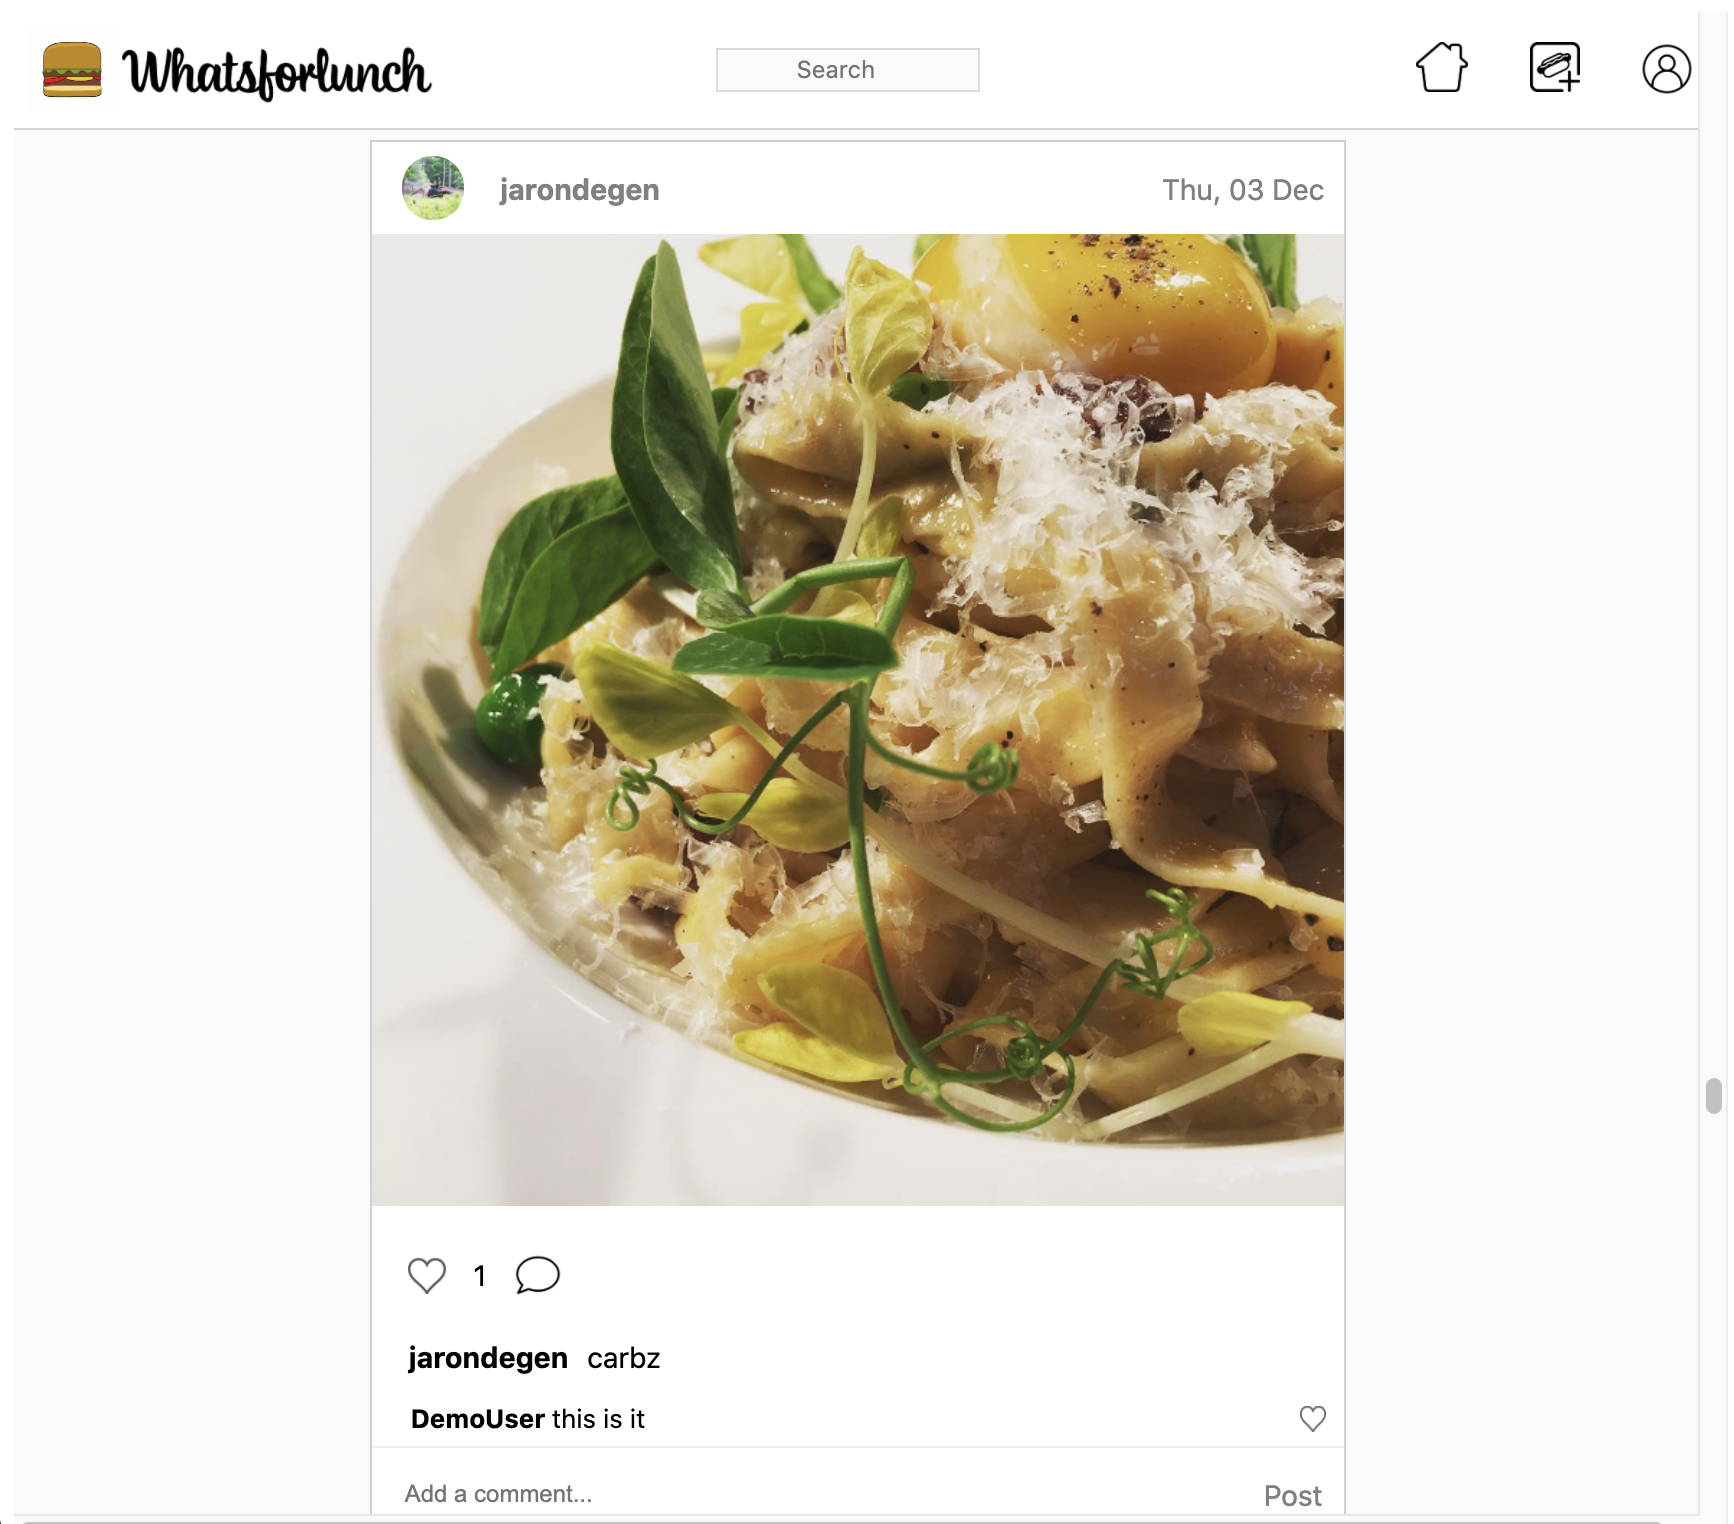 Whatsforlunch
Search
jarondegen
Thu, 03 Dec
1
jarondegen carbz
DemoUser this is it
Add a comment...
Post